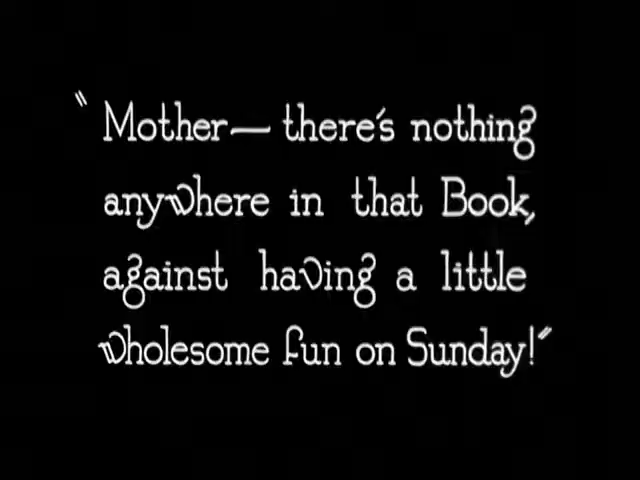 "Mother— there's nothing
anywhere in that Book,
against having a little
wholesome fun on Sunday!"